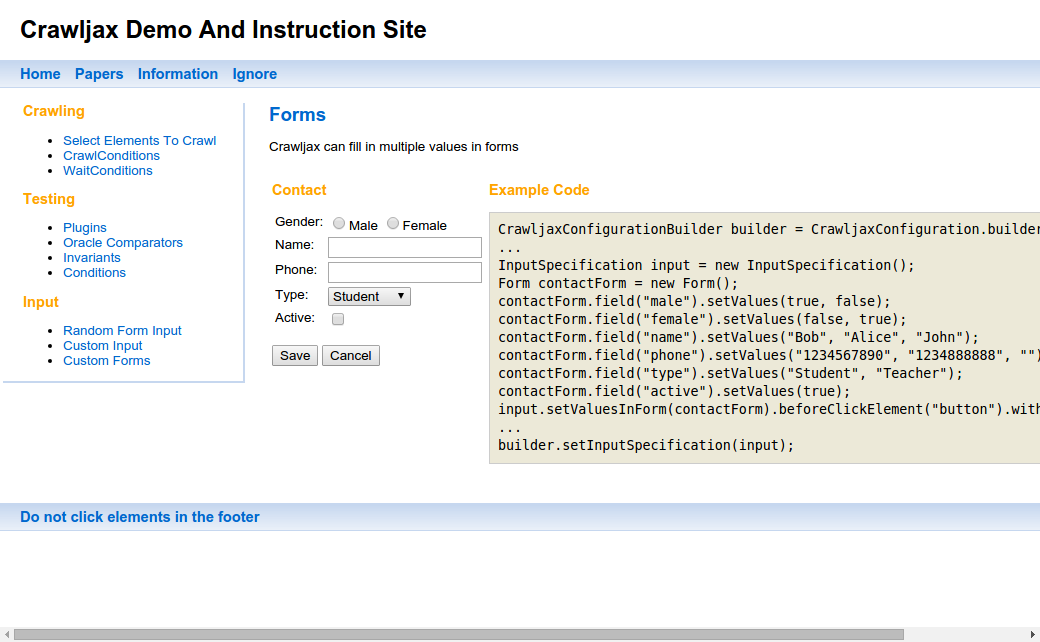 Crawljax Demo And Instruction Site
Home Papers Information Ignore
Crawling
Select Elements To Crawl
CrawlConditions
WaitConditions
Testing
Plugins
Oracle Comparators
Invariants
Conditions
Input
Random Form Input
Custom Input
Custom Forms
Forms
Crawljax can fill in multiple values in forms
Contact
Gender: Male Female
Name:
Phone:
Type: Student
Active:
Save Cancel
Example Code
CrawljaxConfigurationBuilder builder = CrawljaxConfiguration.builder
...
InputSpecification input = new InputSpecification();
Form contactForm = new Form();
contactForm.field("male").setValues(true, false);
contactForm.field("female").setValues(false, true);
contactForm.field("name").setValues("Bob", "Alice", "John");
contactForm.field("phone").setValues("1234567890", "1234888888", "")
contactForm.field("type").setValues("Student", "Teacher");
contactForm.field("active").setValues(true);
input.setValuesInForm(contactForm).beforeClickElement("button").with
...
builder.setInputSpecification(input);
Do not click elements in the footer